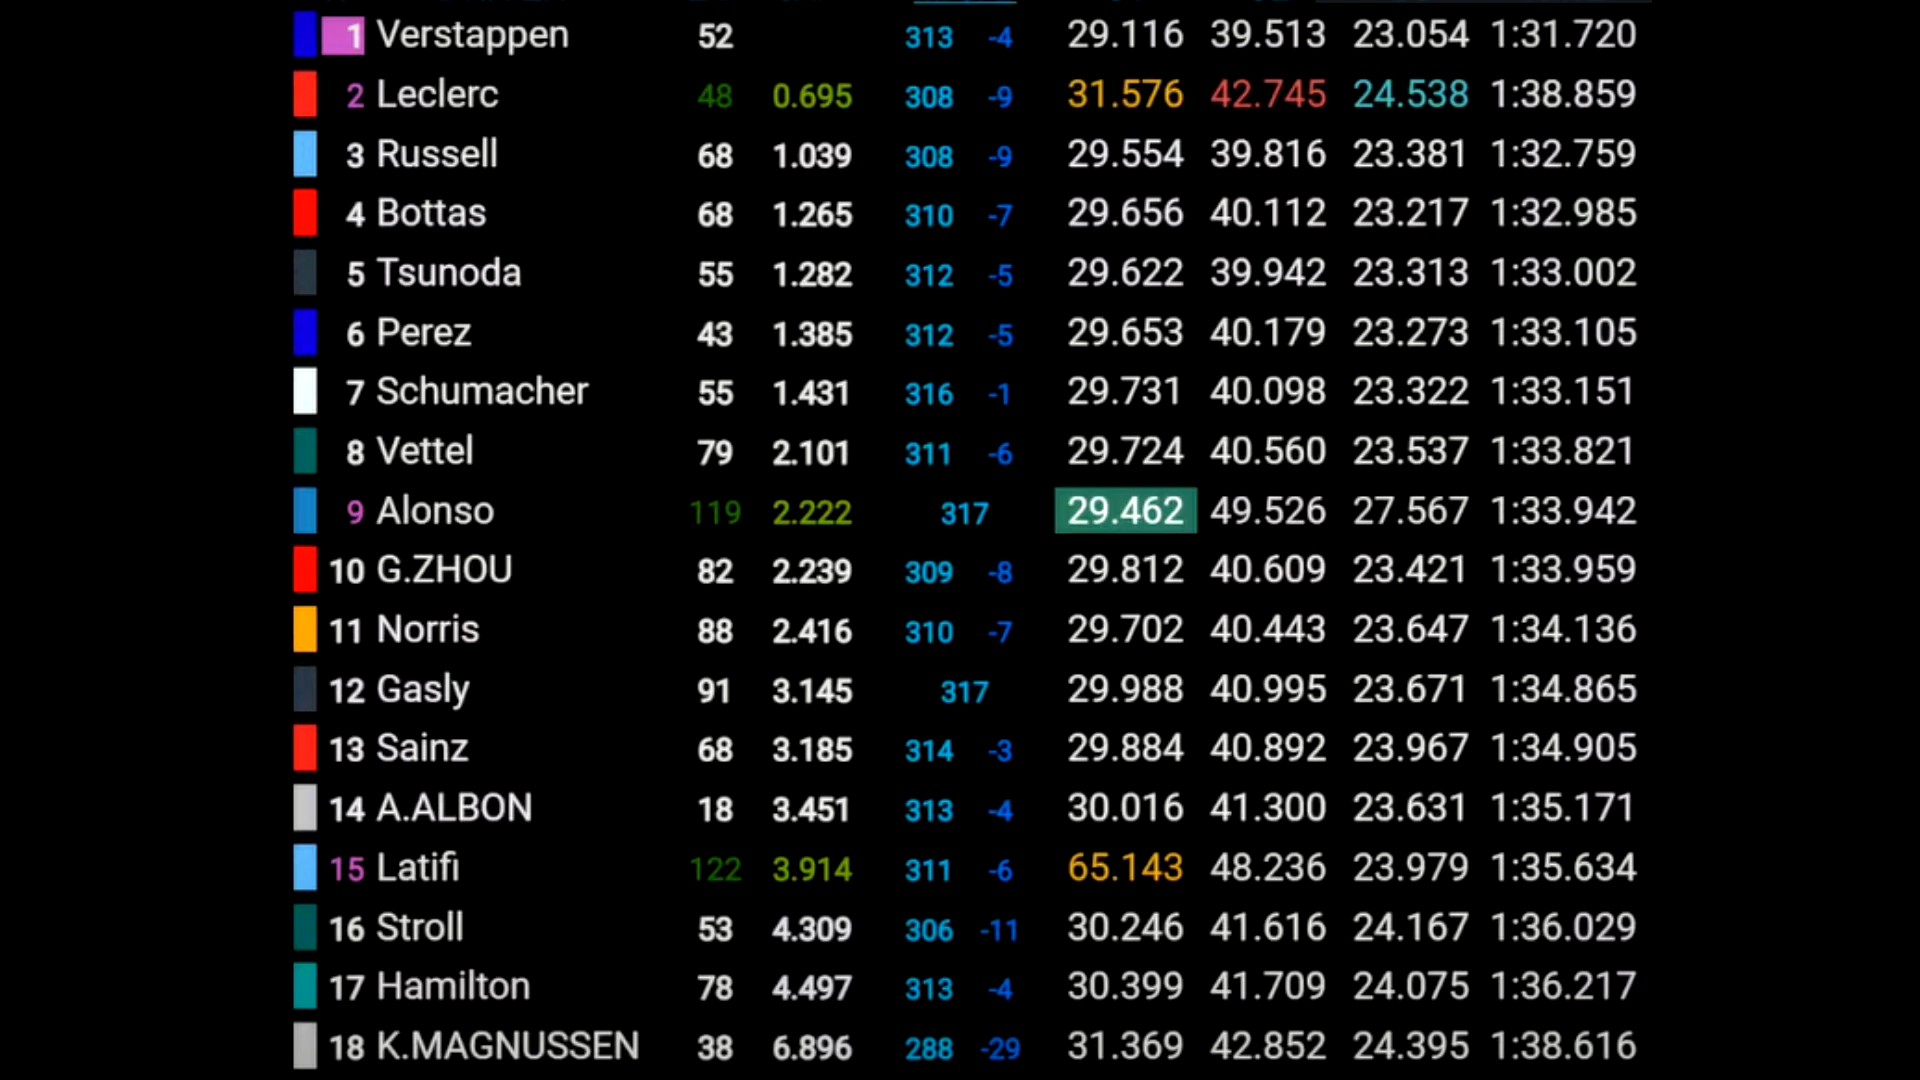 1 Verstappen 52 313 -4 29.116 39.513 23.054 1:31.720
2 Leclerc 48 0.695 308 -9 31.576 42.745 24.538 1:38.859
3 Russell 68 1.039 308 -9 29.554 39.816 23.381 1:32.759
4 Bottas 68 1.265 310 -7 29.656 40.112 23.217 1:32.985
5 Tsunoda 55 1.282 312 -5 29.622 39.942 23.313 1:33.002
6 Perez 43 1.385 312 -5 29.653 40.179 23.273 1:33.105
7 Schumacher 55 1.431 316 -1 29.731 40.098 23.322 1:33.151
8 Vettel 79 2.101 311 -6 29.724 40.560 23.537 1:33.821
9 Alonso 119 2.222 317 29.462 49.526 27.567 1:33.942
10 G.ZHOU 82 2.239 309 -8 29.812 40.609 23.421 1:33.959
11 Norris 88 2.416 310 -7 29.702 40.443 23.647 1:34.136
12 Gasly 91 3.145 317 29.988 40.995 23.671 1:34.865
13 Sainz 68 3.185 314 -3 29.884 40.892 23.967 1:34.905
14 A.ALBON 18 3.451 313 -4 30.016 41.300 23.631 1:35.171
15 Latifi 122 3.914 311 -6 65.143 48.236 23.979 1:35.634
16 Stroll 53 4.309 306 -11 30.246 41.616 24.167 1:36.029
17 Hamilton 78 4.497 313 -4 30.399 41.709 24.075 1:36.217
18 K.MAGNUSSEN 38 6.896 288 -29 31.369 42.852 24.395 1:38.616